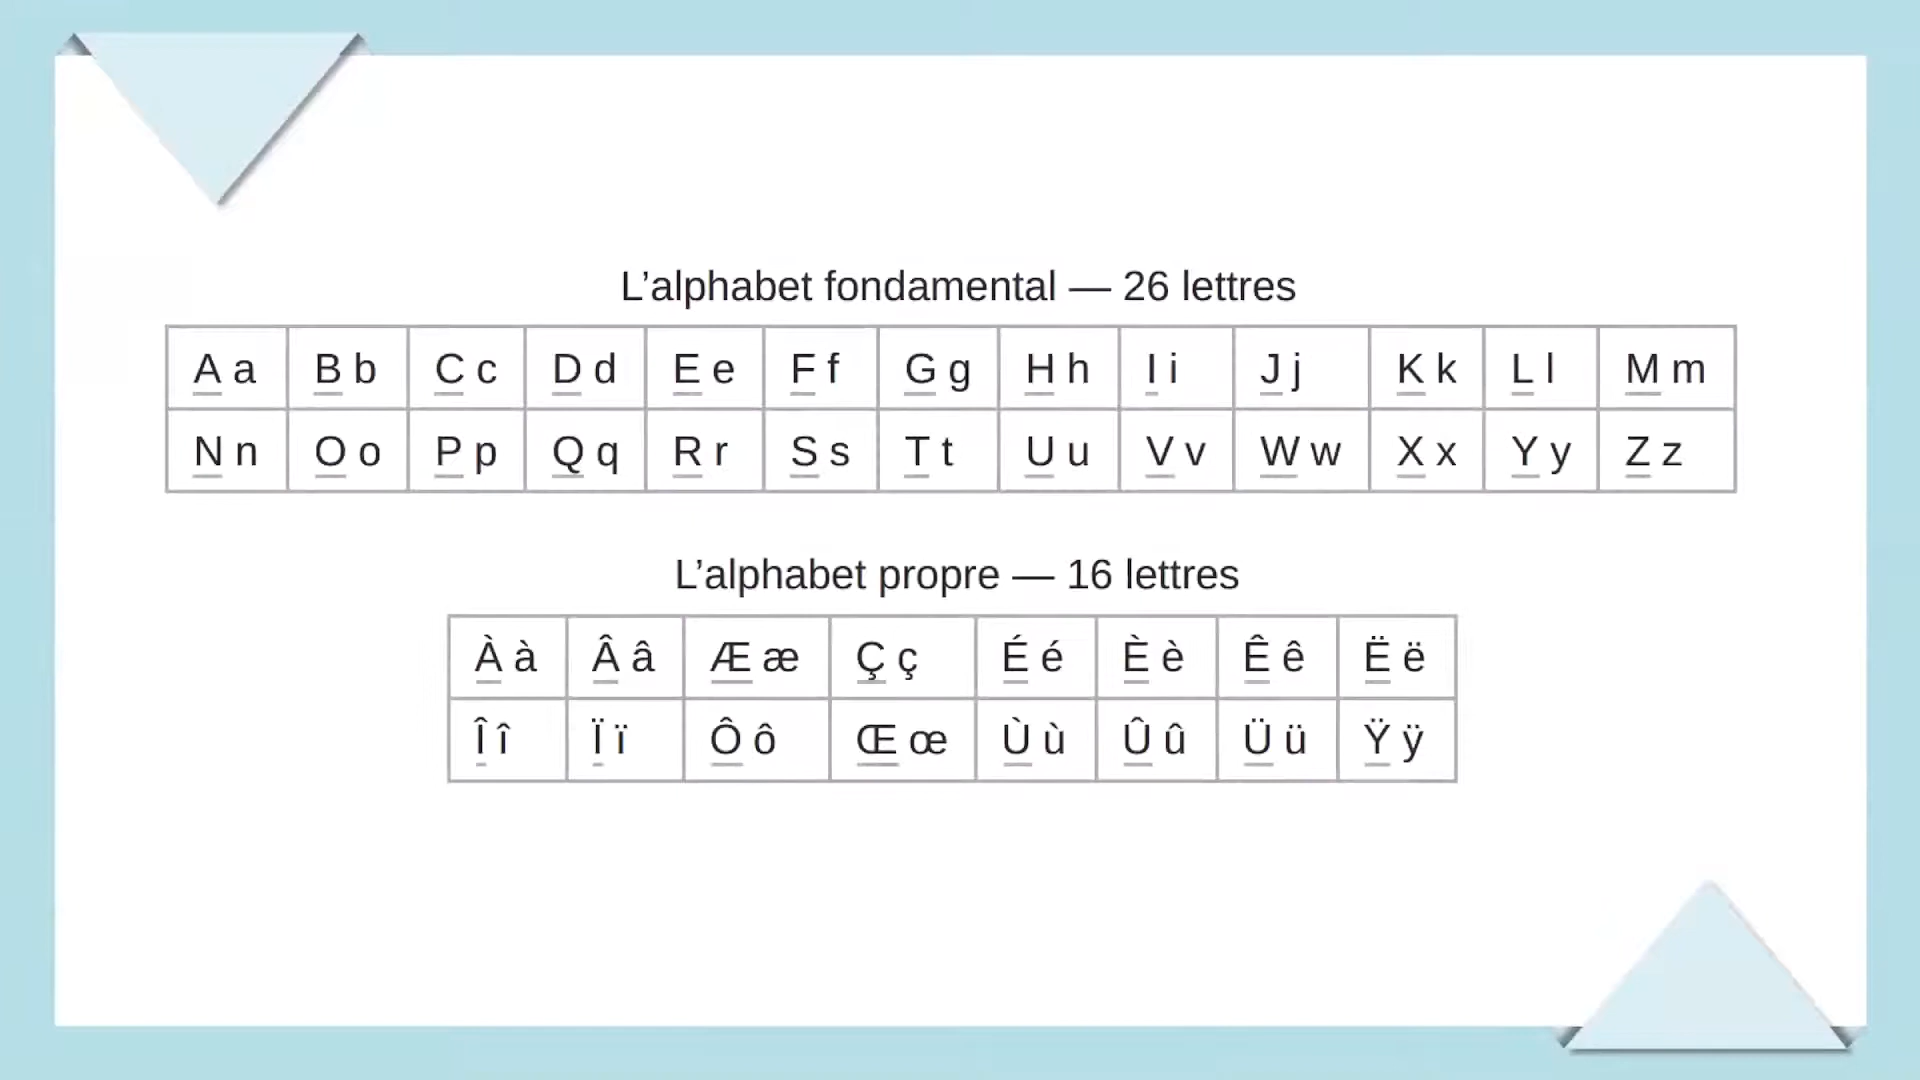 L’alphabet fondamental — 26 lettres
A a B b C c D d E e F f G g H h I i J j K k L l M m
N n O o P p Q q R r S s T t U u V v W w X x Y y Z z
L’alphabet propre — 16 lettres
À à Â â Æ æ Ç ç É é È è Ê ê Ë ë
Î î Ï ï Ô ô Œ œ Ù ù Û û Ü ü Ÿ ÿ